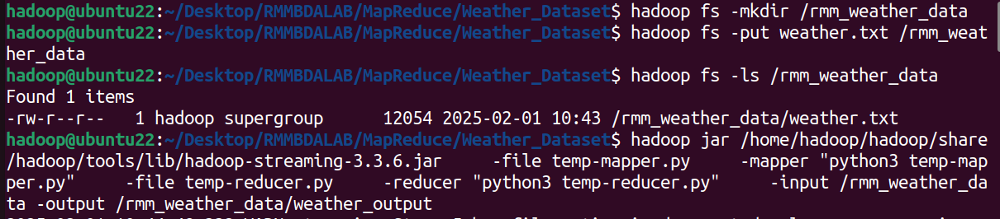 hadoop@ubuntu22:~/Desktop/RMMBDALAB/MapReduce/Weather_Dataset$ hadoop fs -mkdir /rmm_weather_data
hadoop@ubuntu22:~/Desktop/RMMBDALAB/MapReduce/Weather_Dataset$ hadoop fs -put weather.txt /rmm_weat
her_data
hadoop@ubuntu22:~/Desktop/RMMBDALAB/MapReduce/Weather_Dataset$ hadoop fs -ls /rmm_weather_data
Found 1 items
-rw-r--r--   1 hadoop supergroup      12054 2025-02-01 10:43 /rmm_weather_data/weather.txt
hadoop@ubuntu22:~/Desktop/RMMBDALAB/MapReduce/Weather_Dataset$ hadoop jar /home/hadoop/hadoop/share
/hadoop/tools/lib/hadoop-streaming-3.3.6.jar     -file temp-mapper.py     -mapper "python3 temp-map
per.py"     -file temp-reducer.py     -reducer "python3 temp-reducer.py"     -input /rmm_weather_da
ta -output /rmm_weather_data/weather_output